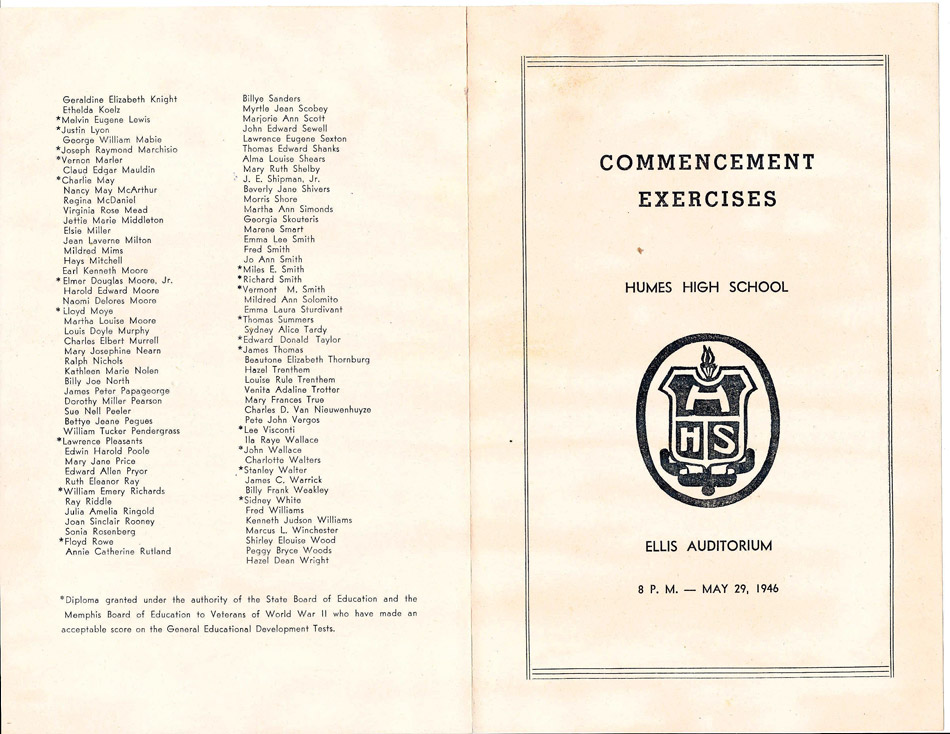 Geraldine Elizabeth Knight
Ethelda Koelz
*Melvin Eugene Lewis
*Justin Lyon
George William Mabie
*Joseph Raymond Marchisio
*Vernon Marler
Claud Edgar Mauldin
*Charlie May
Nancy May McArthur
Regina McDaniel
Virginia Rose Mead
Jettie Marie Middleton
Elsie Miller
Jean Laverne Milton
Mildred Mims
Hays Mitchell
Earl Kenneth Moore
*Elmer Douglas Moore, Jr.
Harold Edward Moore
Naomi Delores Moore
*Lloyd Moye
Martha Louise Moore
Louis Doyle Murphy
Charles Elbert Murrell
Mary Josephine Nearn
Ralph Nichols
Kathleen Marie Nolen
Billy Joe North
James Peter Papageorge
Dorothy Miller Pearson
Sue Nell Peeler
Bettye Jeane Pegues
William Tucker Pendergrass
*Lawrence Pleasants
Edwin Harold Poole
Mary Jane Price
Edward Allen Pryor
Ruth Eleanor Ray
*William Emery Richards
Ray Riddle
Julia Amelia Ringold
Joan Sinclair Rooney
Sonia Rosenberg
*Floyd Rowe
Annie Catherine Rutland
Billye Sanders
Myrtle Jean Scobey
Marjorie Ann Scott
John Edward Sewell
Lawrence Eugene Sexton
Thomas Edward Shanks
Alma Louise Shears
Mary Ruth Shelby
J. E. Shipman, Jr.
Beverly Jane Shivers
Morris Shore
Martha Ann Simonds
Georgia Skouteris
Marene Smart
Emma Lee Smith
Fred Smith
Jo Ann Smith
*Miles E. Smith
*Richard Smith
*Vermont M. Smith
Mildred Ann Solomito
Emma Laura Sturdivant
*Thomas Summers
Sydney Alice Tardy
*Edward Donald Taylor
*James Thomas
Beautone Elizabeth Thornburg
Hazel Trenthem
Louise Rule Trenthem
Venita Adaline Trotter
Mary Frances True
Charles D. Van Nieuwenhuyze
Pete John Vergos
*Lee Visconti
Ila Raye Wallace
*John Wallace
Charlotte Walters
*Stanley Walter
James C. Warrick
Billy Frank Weakley
*Sidney White
Fred Williams
Kenneth Judson Williams
Marcus L. Winchester
Shirley Elouise Wood
Peggy Bryce Woods
Hazel Dean Wright
*Diploma granted under the authority of the State Board of Education and the
Memphis Board of Education to Veterans of World War II who have made an
acceptable score on the General Educational Development Tests.
COMMENCEMENT
EXERCISES
HUMES HIGH SCHOOL
H
H S
ELLIS AUDITORIUM
8 P. M. — MAY 29, 1946